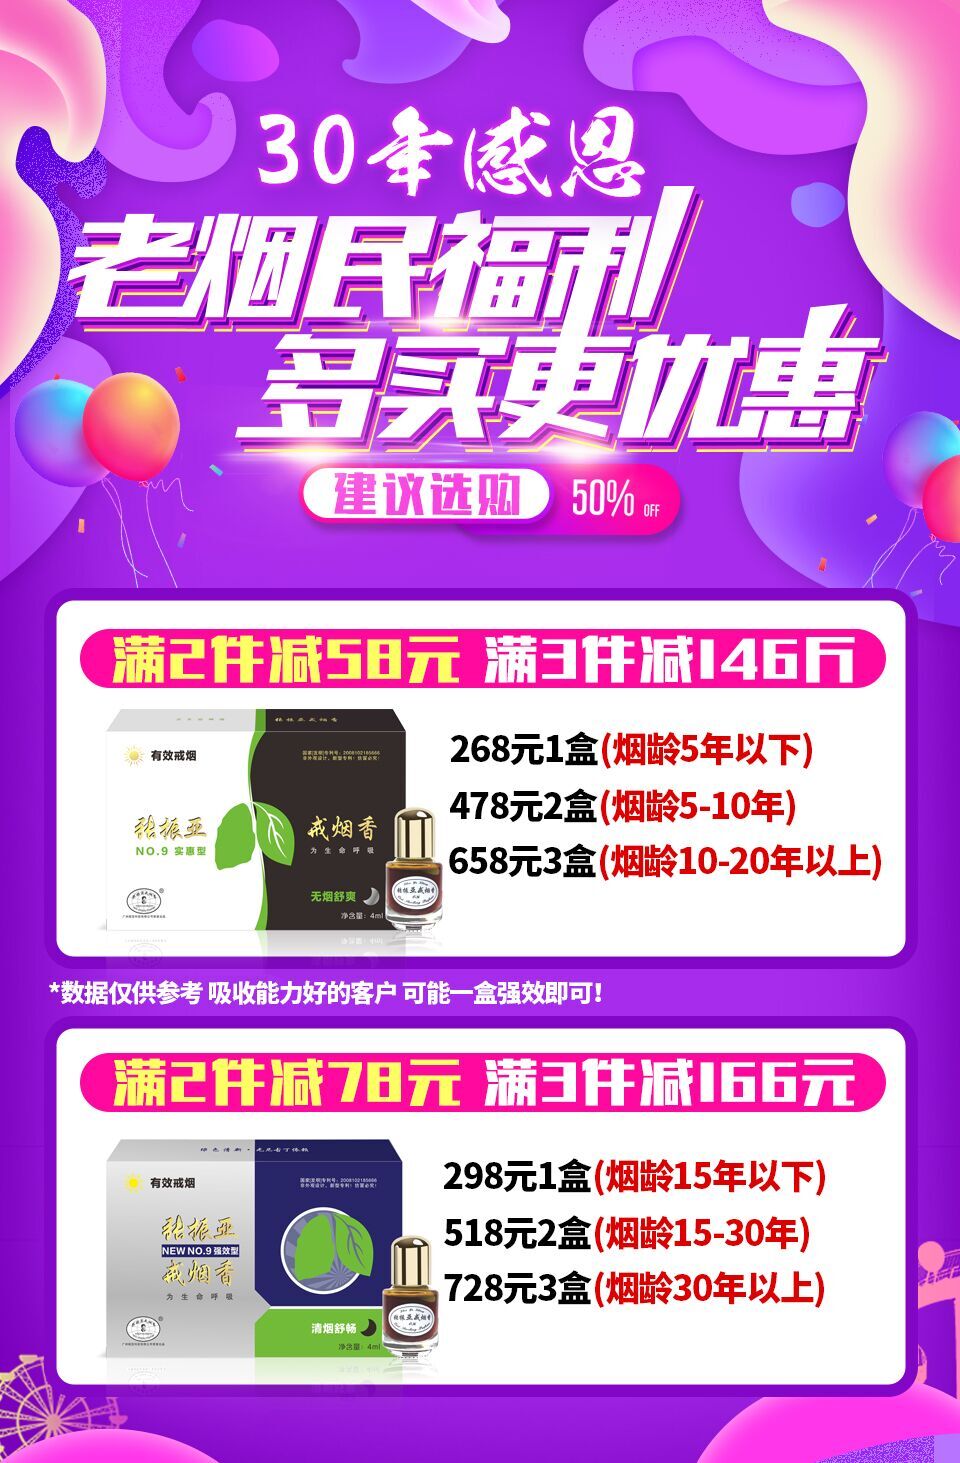 30年感恩
老烟民福利
多买更优惠
建议选购 50% OFF
满2件减58元 满3件减146亓
有效戒烟
NO.9 实惠型
戒烟香
为生命呼吸
无烟舒爽
净含量：4ml
268元1盒(烟龄5年以下)
478元2盒(烟龄5-10年)
658元3盒(烟龄10-20年以上)
*数据仅供参考 吸收能力好的客户 可能一盒强效即可!
满2件减78元 满3件减166元
有效戒烟
NEW NO.9 强效型
戒烟香
为生命呼吸
清烟舒畅
净含量：4ml
298元1盒(烟龄15年以下)
518元2盒(烟龄15-30年)
728元3盒(烟龄30年以上)